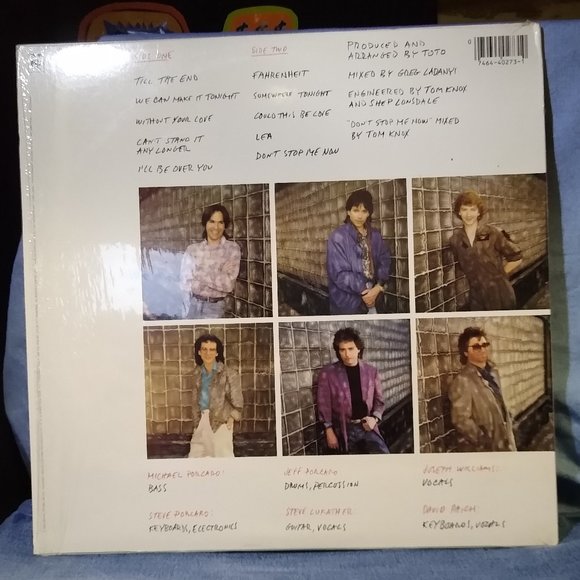 SIDE ONE
TILL THE END
WE CAN MAKE IT TONIGHT
WITHOUT YOUR LOVE
CAN'T STAND IT
ANY LONGER
I'LL BE OVER YOU
SIDE TWO
FAHRENHEIT
SOMEWHERE TONIGHT
COULD THIS BE LOVE
LEA
DON'T STOP ME NOW
PRODUCED AND
ARRANGED BY TOTO
MIXED BY GREG LADANYI
ENGINEERED BY TOM KNOX
AND SHEP LONSDALE
"DON'T STOP ME NOW" MIXED
BY TOM KNOX
0
7464-40273-1
MICHAEL PORCARO:
BASS
JEFF PORCARO
DRUMS, PERCUSSION
JOSEPH WILLIAMS:
VOCALS
STEVE PORCARO:
KEYBOARDS, ELECTRONICS
STEVE LUKATHER:
GUITAR, VOCALS
DAVID PAICH:
KEYBOARDS, VOCALS